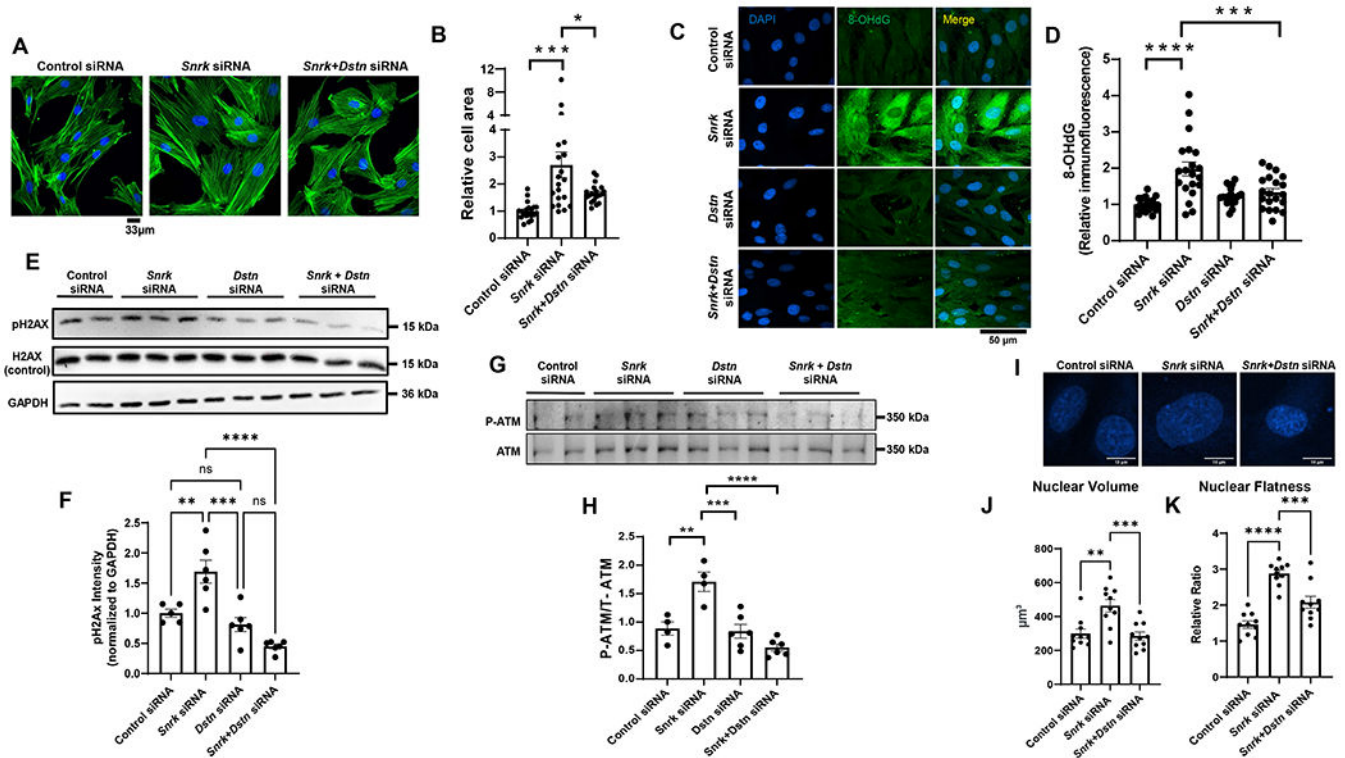 A
Control siRNA
Snrk siRNA
Snrk+Dstn siRNA
33µm
B
***
*
Relative cell area
12
8
4
4
3
2
1
0
Control siRNA
Snrk siRNA
Snrk+Dstn siRNA
C
DAPI
8-OHdG
Merge
Control siRNA
Snrk siRNA
Dstn siRNA
Snrk+Dstn siRNA
50 µm
D
****
***
8-OHdG
(Relative immunofluorescence)
5
4
3
2
1
0
Control siRNA
Snrk siRNA
Dstn siRNA
Snrk+Dstn siRNA
E
Control
siRNA
Snrk
siRNA
Dstn
siRNA
Snrk + Dstn
siRNA
pH2AX
15 kDa
H2AX
(control)
15 kDa
GAPDH
36 kDa
F
****
ns
**
***
ns
pH2Ax Intensity
(normalized to GAPDH)
2.5
2.0
1.5
1.0
0.5
0.0
Control siRNA
Snrk siRNA
Dstn siRNA
Snrk+Dstn siRNA
G
Control
siRNA
Snrk
siRNA
Dstn
siRNA
Snrk + Dstn
siRNA
P-ATM
350 kDa
ATM
350 kDa
H
****
***
**
P-ATM/T- ATM
3.0
2.5
2.0
1.5
1.0
0.5
0.0
Control siRNA
Snrk siRNA
Dstn siRNA
Snrk+Dstn siRNA
I
Control siRNA
Snrk siRNA
Snrk+Dstn siRNA
10 µm
10 µm
10 µm
J
Nuclear Volume
**
***
µm³
800
600
400
200
0
Control siRNA
Snrk siRNA
Snrk+Dstn siRNA
K
Nuclear Flatness
****
***
Relative Ratio
4
3
2
1
0
Control siRNA
Snrk siRNA
Snrk+Dstn siRNA